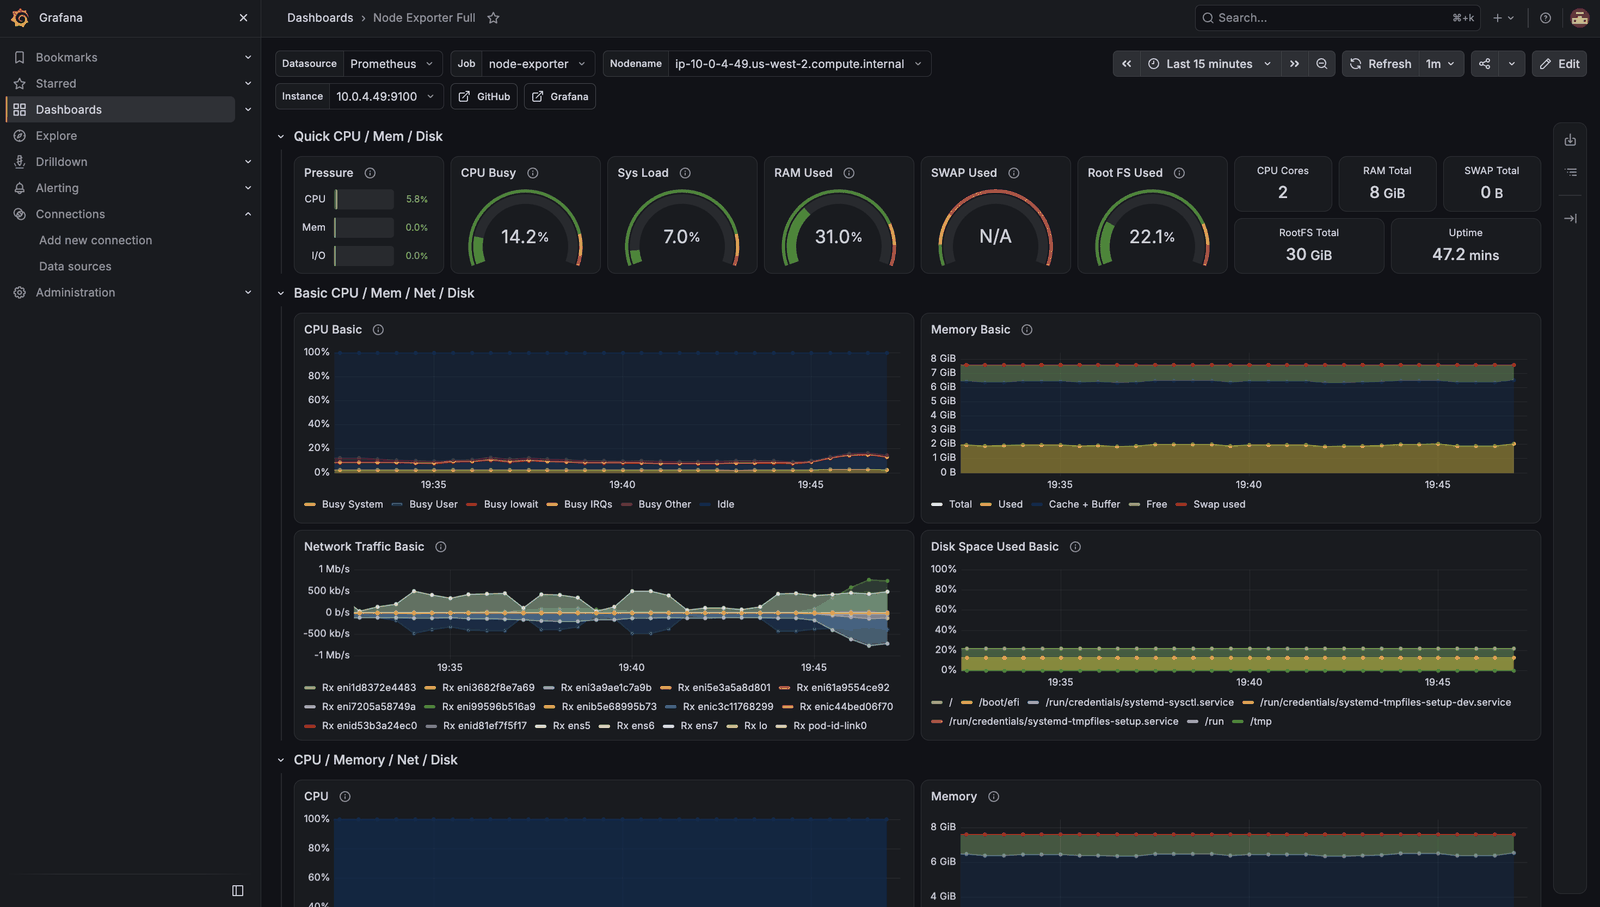 Grafana
Dashboards › Node Exporter Full
Search...
⌘+k
Bookmarks
Starred
Dashboards
Explore
Drilldown
Alerting
Connections
Add new connection
Data sources
Administration
Datasource Prometheus
Job node-exporter
Nodename ip-10-0-4-49.us-west-2.compute.internal
Last 15 minutes
Refresh 1m
Edit
Instance 10.0.4.49:9100
GitHub
Grafana
Quick CPU / Mem / Disk
Pressure
CPU 5.8%
Mem 0.0%
I/O 0.0%
CPU Busy
14.2%
Sys Load
7.0%
RAM Used
31.0%
SWAP Used
N/A
Root FS Used
22.1%
CPU Cores
2
RAM Total
8 GiB
SWAP Total
0 B
RootFS Total
30 GiB
Uptime
47.2 mins
Basic CPU / Mem / Net / Disk
CPU Basic
100%
80%
60%
40%
20%
0%
19:35 19:40 19:45
Busy System Busy User Busy Iowait Busy IRQs Busy Other Idle
Memory Basic
8 GiB
7 GiB
6 GiB
5 GiB
4 GiB
3 GiB
2 GiB
1 GiB
0 B
19:35 19:40 19:45
Total Used Cache + Buffer Free Swap used
Network Traffic Basic
1 Mb/s
500 kb/s
0 b/s
-500 kb/s
-1 Mb/s
19:35 19:40 19:45
Rx eni1d8372e4483 Rx eni3682f8e7a69 Rx eni3a9ae1c7a9b Rx eni5e3a5a8d801 Rx eni61a9554ce92
Rx eni7205a58749a Rx eni99596b516a9 Rx enib5e68995b73 Rx enic3c11768299 Rx enic44bed06f70
Rx enid53b3a24ec0 Rx enid81ef7f5f17 Rx ens5 Rx ens6 Rx ens7 Rx lo Rx pod-id-link0
Disk Space Used Basic
100%
80%
60%
40%
20%
0%
19:35 19:40 19:45
/ /boot/efi /run/credentials/systemd-sysctl.service /run/credentials/systemd-tmpfiles-setup-dev.service
/run/credentials/systemd-tmpfiles-setup.service /run /tmp
CPU / Memory / Net / Disk
CPU
100%
80%
60%
40%
Memory
8 GiB
6 GiB
4 GiB